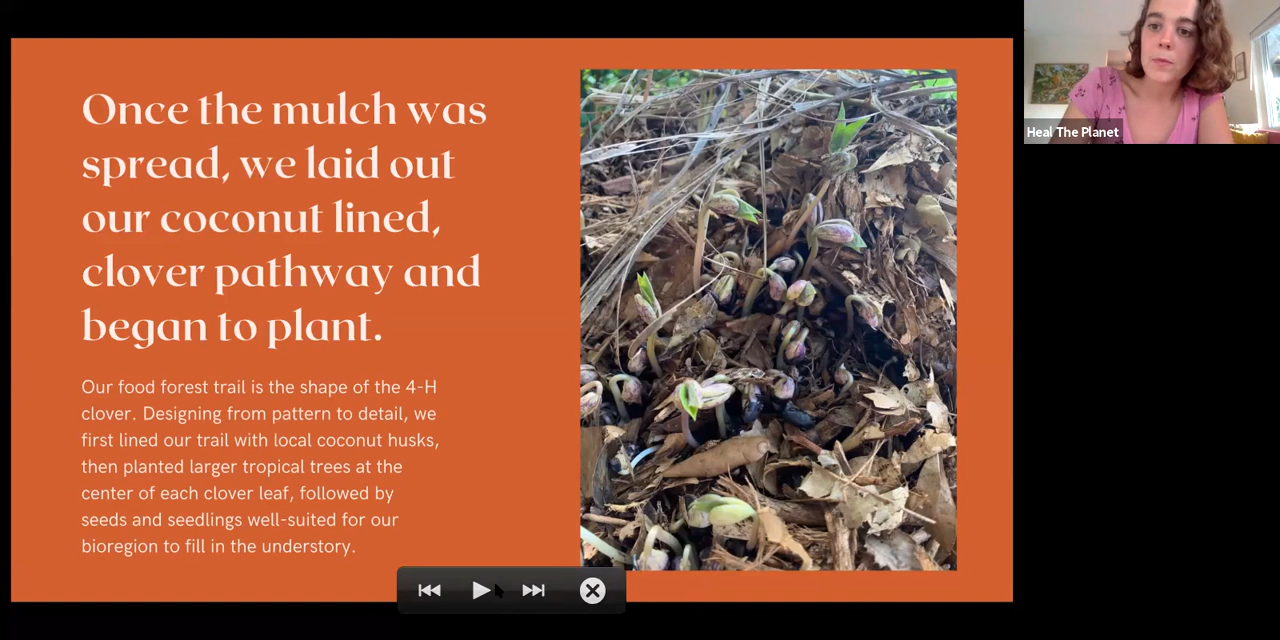 Once the mulch was
spread, we laid out
our coconut lined,
clover pathway and
began to plant.
Our food forest trail is the shape of the 4-H
clover. Designing from pattern to detail, we
first lined our trail with local coconut husks,
then planted larger tropical trees at the
center of each clover leaf, followed by
seeds and seedlings well-suited for our
bioregion to fill in the understory.
Heal The Planet